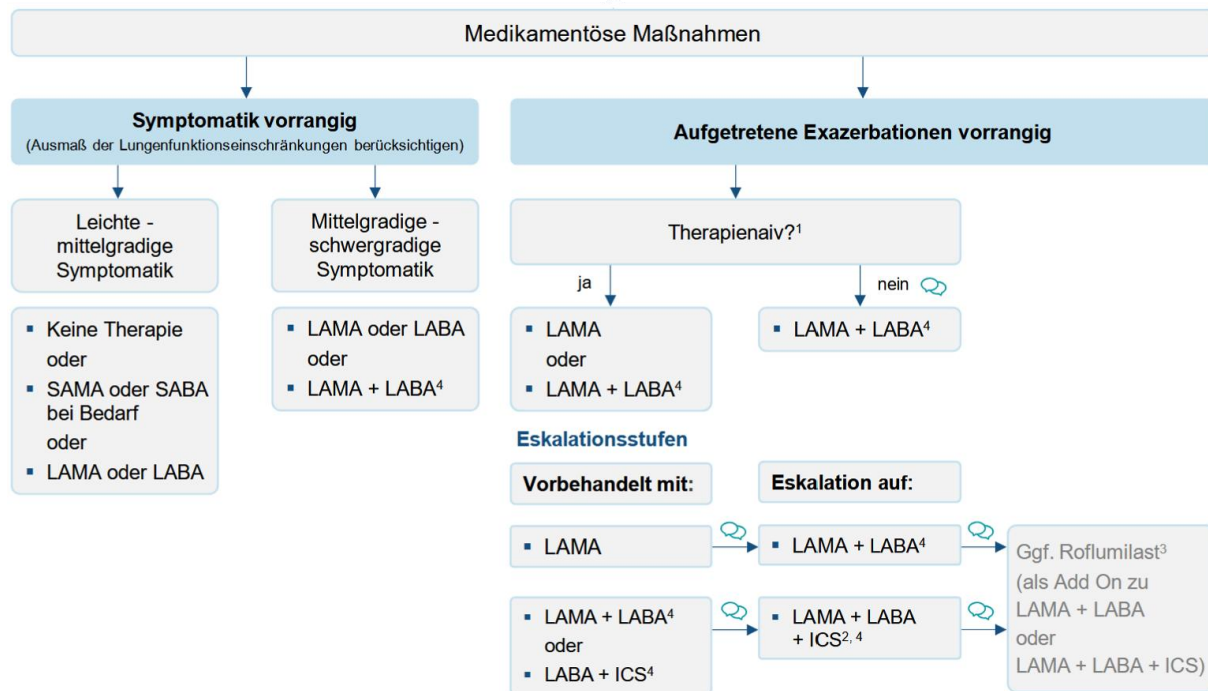 Medikamentöse Maßnahmen
Symptomatik vorrangig
(Ausmaß der Lungenfunktionseinschränkungen berücksichtigen)
Leichte -
mittelgradige
Symptomatik
▪ Keine Therapie
oder
▪ SAMA oder SABA
bei Bedarf
oder
▪ LAMA oder LABA
Mittelgradige -
schwergradige
Symptomatik
▪ LAMA oder LABA
oder
▪ LAMA + LABA⁴
Aufgetretene Exazerbationen vorrangig
Therapienaiv?¹
ja
nein
▪ LAMA
oder
▪ LAMA + LABA⁴
▪ LAMA + LABA⁴
Eskalationsstufen
Vorbehandelt mit:
Eskalation auf:
▪ LAMA
▪ LAMA + LABA⁴
▪ LAMA + LABA⁴
oder
▪ LABA + ICS⁴
▪ LAMA + LABA
+ ICS²,⁴
Ggf. Roflumilast³
(als Add On zu
LAMA + LABA
oder
LAMA + LABA + ICS)